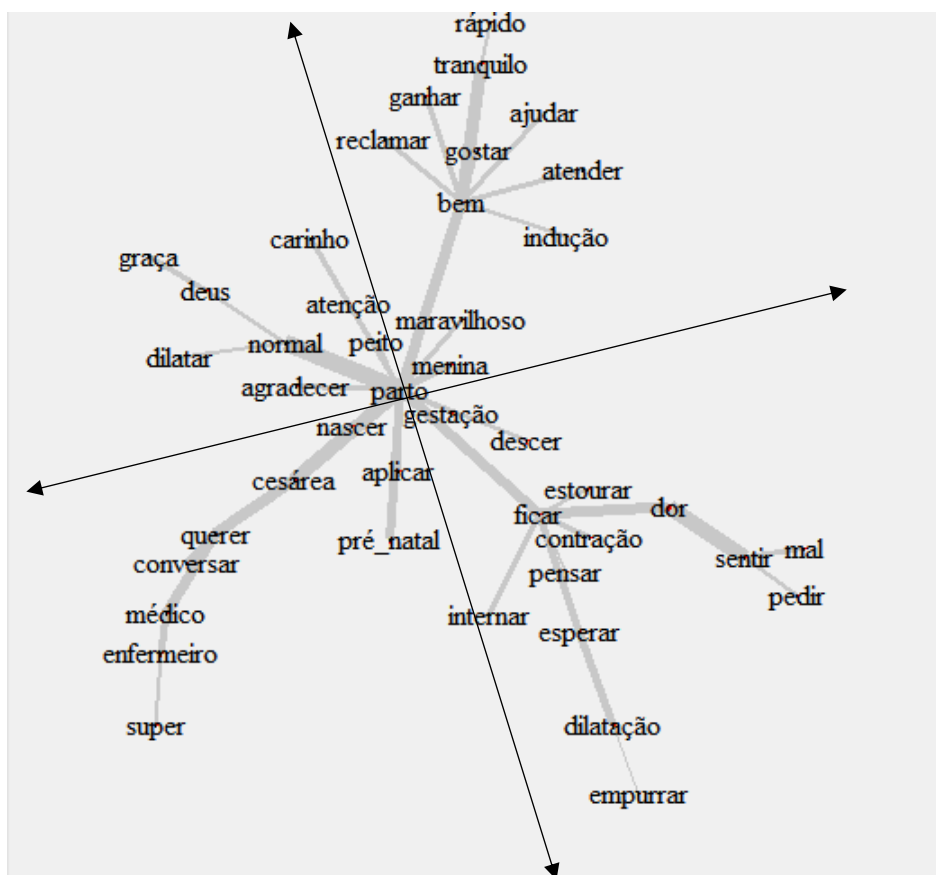 rápido
tranquilo
ganhar
ajudar
reclamar
gostar
atender
bem
indução
carinho
graça
deus
atenção
maravilhoso
normal
peito
dilatar
menina
agradecer
parto
gestação
nascer
descer
cesárea
aplicar
estourar
dor
ficar
querer
pré_natal
contração
mal
sentir
conversar
pensar
pedir
médico
internar
esperar
enfermeiro
super
dilatação
empurrar